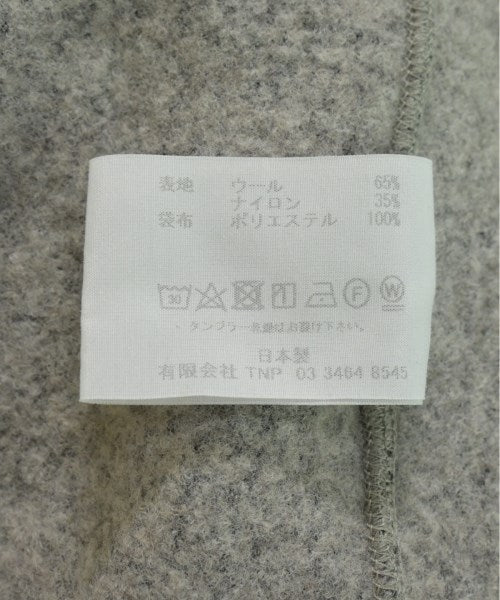 表地 ウール 65%
ナイロン 35%
袋布 ポリエステル 100%
30 F W
タンブラー乾燥はお避け下さい。
日本製
有限会社 TNP 03 3464 8545